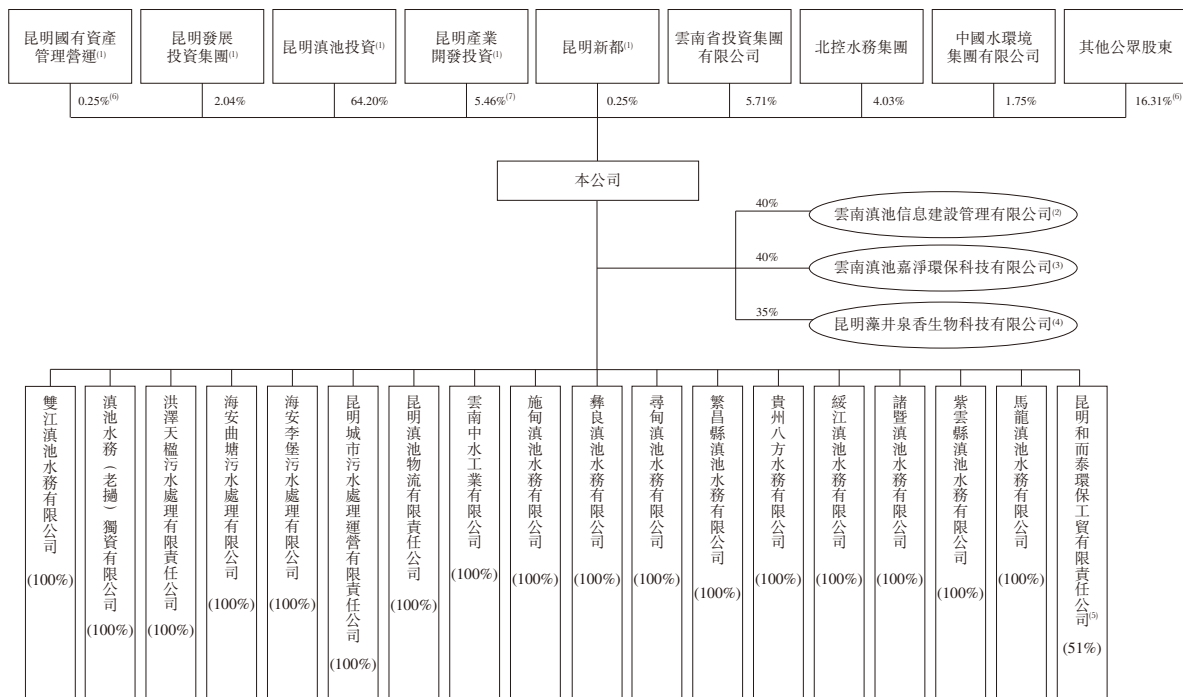 昆明國有資產
管理營運(1)
昆明發展
投資集團(1)
昆明滇池投資(1)
昆明產業
開發投資(1)
昆明新都(1)
雲南省投資集團
有限公司
北控水務集團
中國水環境
集團有限公司
其他公眾股東
0.25%(6)
2.04%
64.20%
5.46%(7)
0.25%
5.71%
4.03%
1.75%
16.31%(6)
本公司
40%
雲南滇池信息建設管理有限公司(2)
40%
雲南滇池嘉淨環保科技有限公司(3)
35%
昆明藻井泉香生物科技有限公司(4)
雙江滇池水務有限公司
(100%)
滇池水務（老撾）獨資有限公司
(100%)
洪澤天楹污水處理有限責任公司
(100%)
海安曲塘污水處理有限公司
(100%)
海安李堡污水處理有限公司
(100%)
昆明城市污水處理運營有限責任公司
(100%)
昆明滇池物流有限責任公司
(100%)
雲南中水工業有限公司
(100%)
施甸滇池水務有限公司
(100%)
彝良滇池水務有限公司
(100%)
尋甸滇池水務有限公司
(100%)
繁昌縣滇池水務有限公司
(100%)
貴州八方水務有限公司
(100%)
綏江滇池水務有限公司
(100%)
諸暨滇池水務有限公司
(100%)
紫雲縣滇池水務有限公司
(100%)
馬龍滇池水務有限公司
(100%)
昆明和而泰環保工貿有限責任公司(5)
(51%)